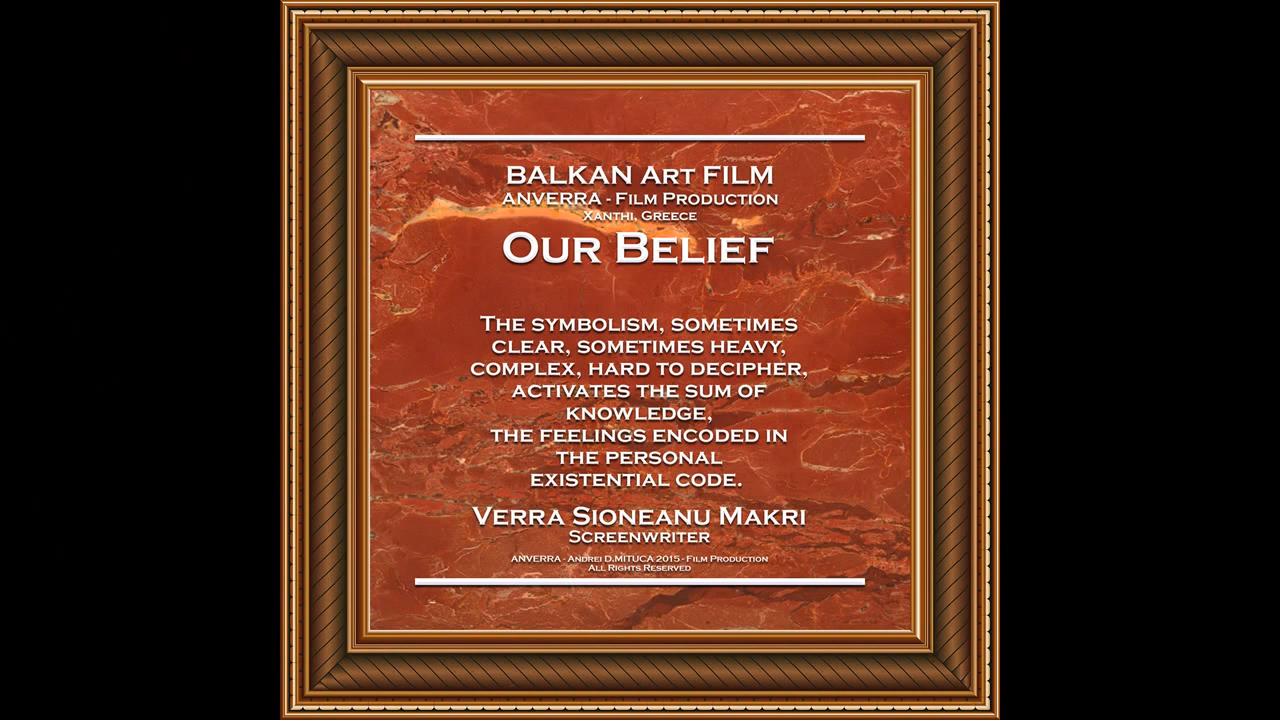 BALKAN Art FILM
ANVERRA - Film Production
Xanthi, Greece
Our Belief
The symbolism, sometimes
clear, sometimes heavy,
complex, hard to decipher,
activates the sum of
knowledge,
the feelings encoded in
the personal
existential code.
Verra Sioneanu Makri
Screenwriter
ANVERRA - Andrei D.MITUCA 2015 - Film Production
All Rights Reserved